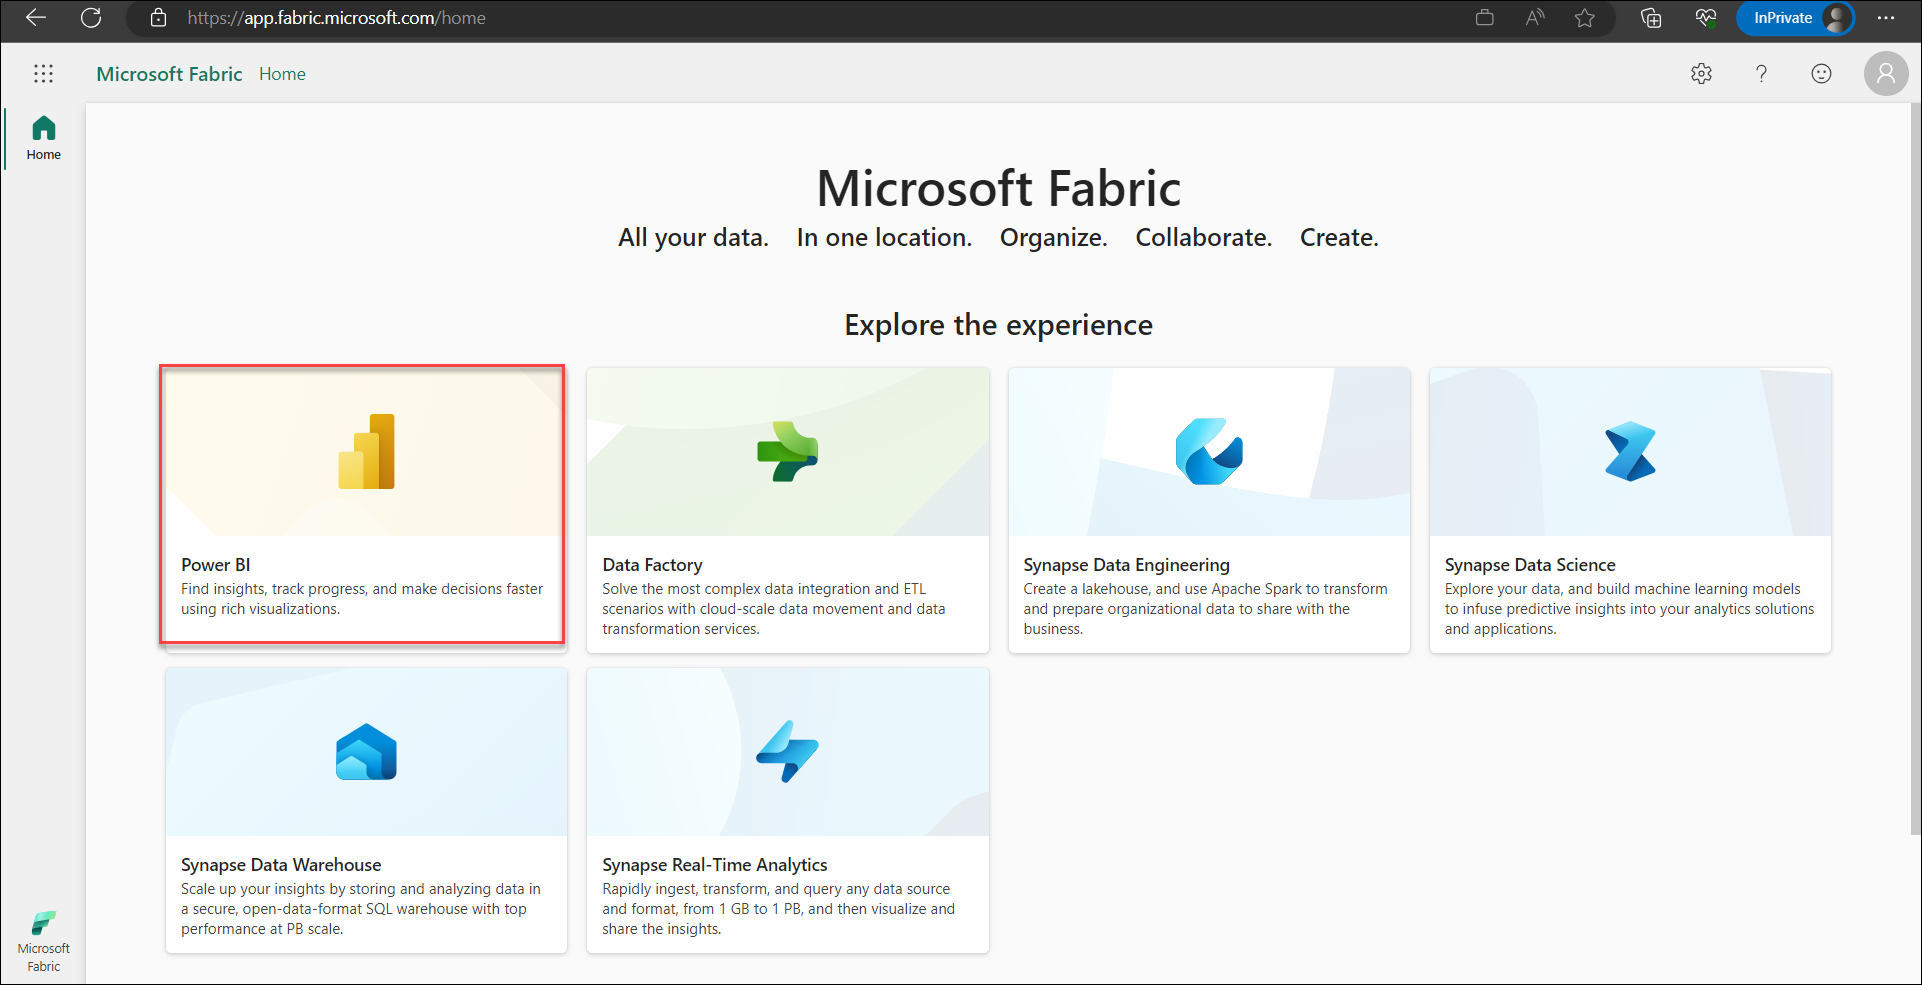 https://app.fabric.microsoft.com/home
InPrivate
Microsoft Fabric Home
Home
Microsoft Fabric
All your data. In one location. Organize. Collaborate. Create.
Explore the experience
Power BI
Find insights, track progress, and make decisions faster
using rich visualizations.
Data Factory
Solve the most complex data integration and ETL
scenarios with cloud-scale data movement and data
transformation services.
Synapse Data Engineering
Create a lakehouse, and use Apache Spark to transform
and prepare organizational data to share with the
business.
Synapse Data Science
Explore your data, and build machine learning models
to infuse predictive insights into your analytics solutions
and applications.
Synapse Data Warehouse
Scale up your insights by storing and analyzing data in
a secure, open-data-format SQL warehouse with top
performance at PB scale.
Synapse Real-Time Analytics
Rapidly ingest, transform, and query any data source
and format, from 1 GB to 1 PB, and then visualize and
share the insights.
Microsoft
Fabric